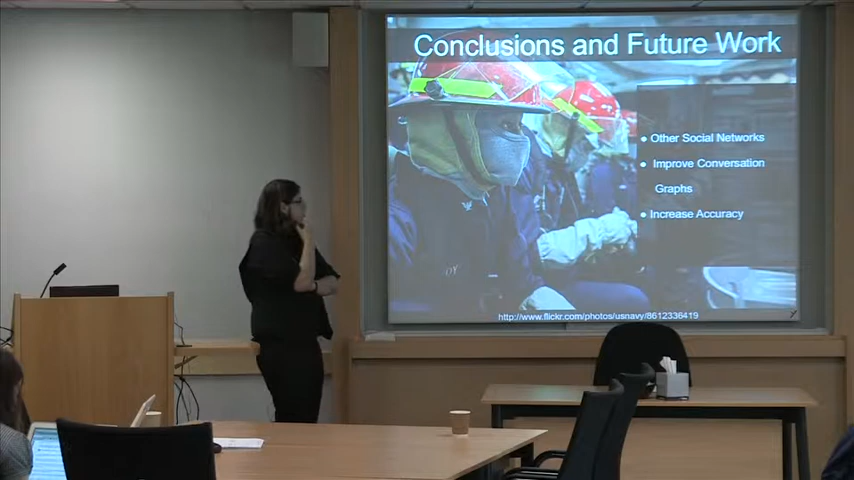 Conclusions and Future Work
Other Social Networks
Improve Conversation
Graphs
Increase Accuracy
http://www.flickr.com/photos/usnavy/8612336419